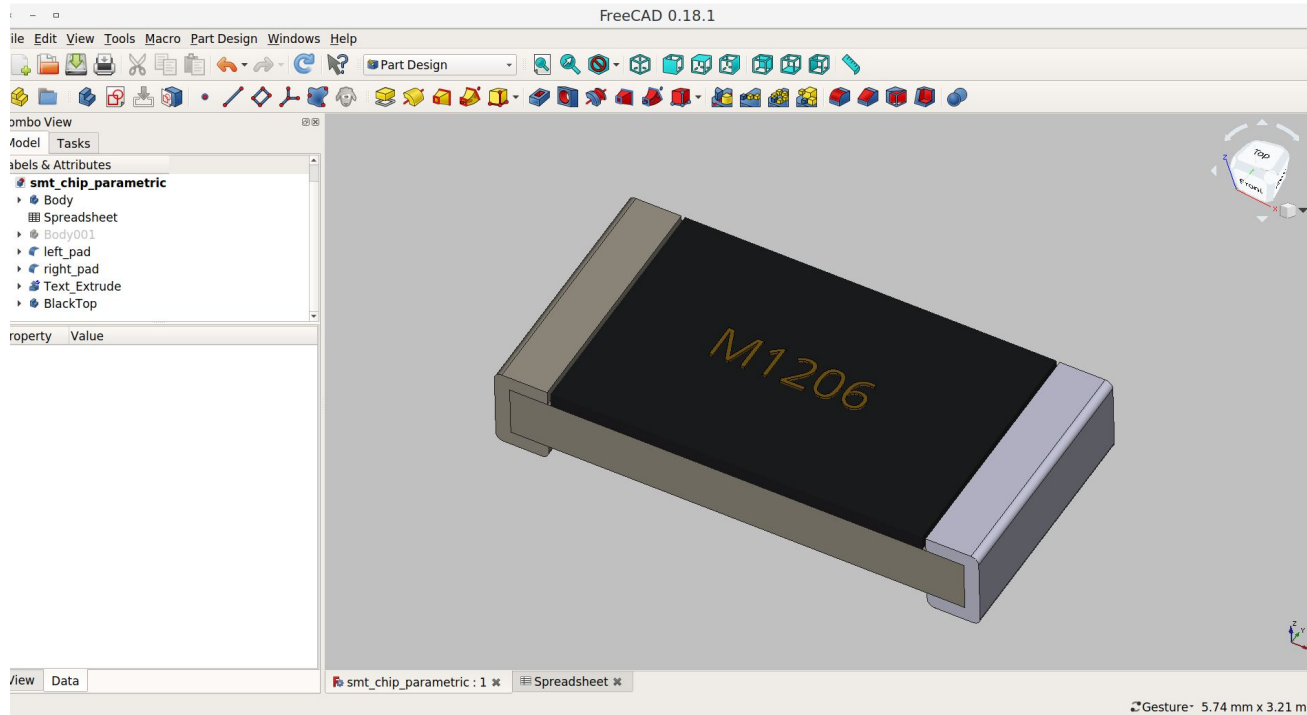 FreeCAD 0.18.1
ile Edit View Tools Macro Part Design Windows Help
Part Design
ombo View
Model Tasks
abels & Attributes
smt_chip_parametric
Body
Spreadsheet
Body001
left_pad
right_pad
Text_Extrude
BlackTop
roperty Value
Top
Front
Z
X
M1206
Z
Y
View Data
smt_chip_parametric : 1
Spreadsheet
Gesture 5.74 mm x 3.21 m